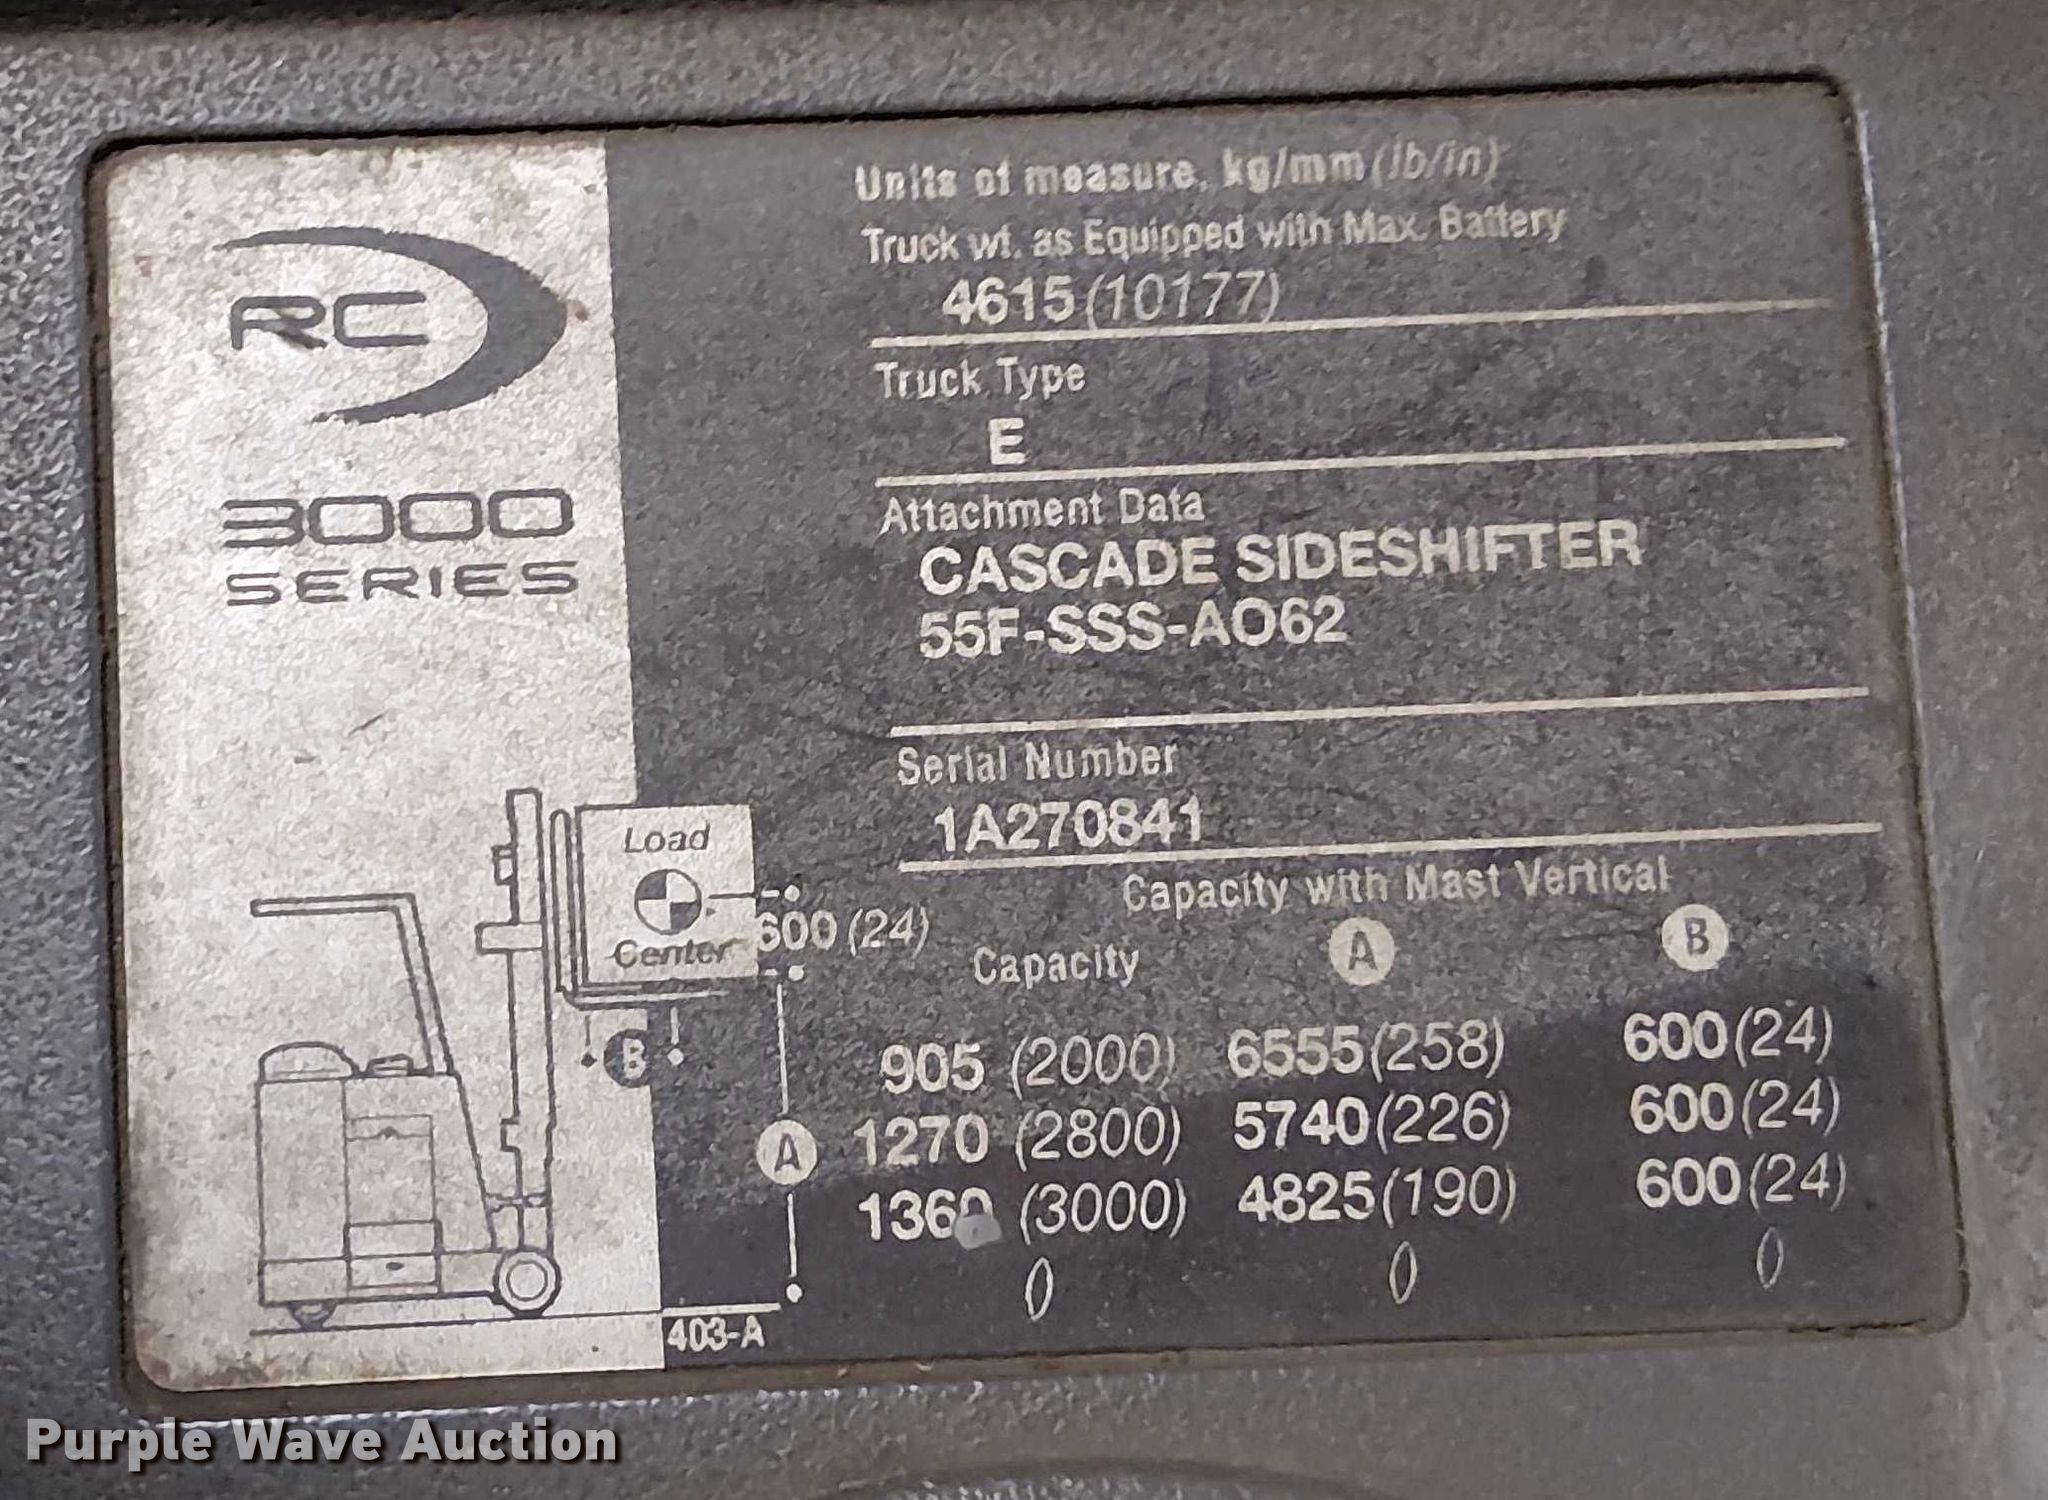 RC
3000
SERIES
Units of measure, kg/mm (lb/in)
Truck wt. as Equipped with Max. Battery
4615 (10177)
Truck Type
E
Attachment Data
CASCADE SIDESHIFTER
55F-SSS-AO62
Serial Number
1A270841
Capacity with Mast Vertical
Capacity A B
905 (2000) 6555 (258) 600 (24)
1270 (2800) 5740 (226) 600 (24)
1360 (3000) 4825 (190) 600 (24)
() () ()
Load
Center
600 (24)
B
A
403-A
Purple Wave Auction